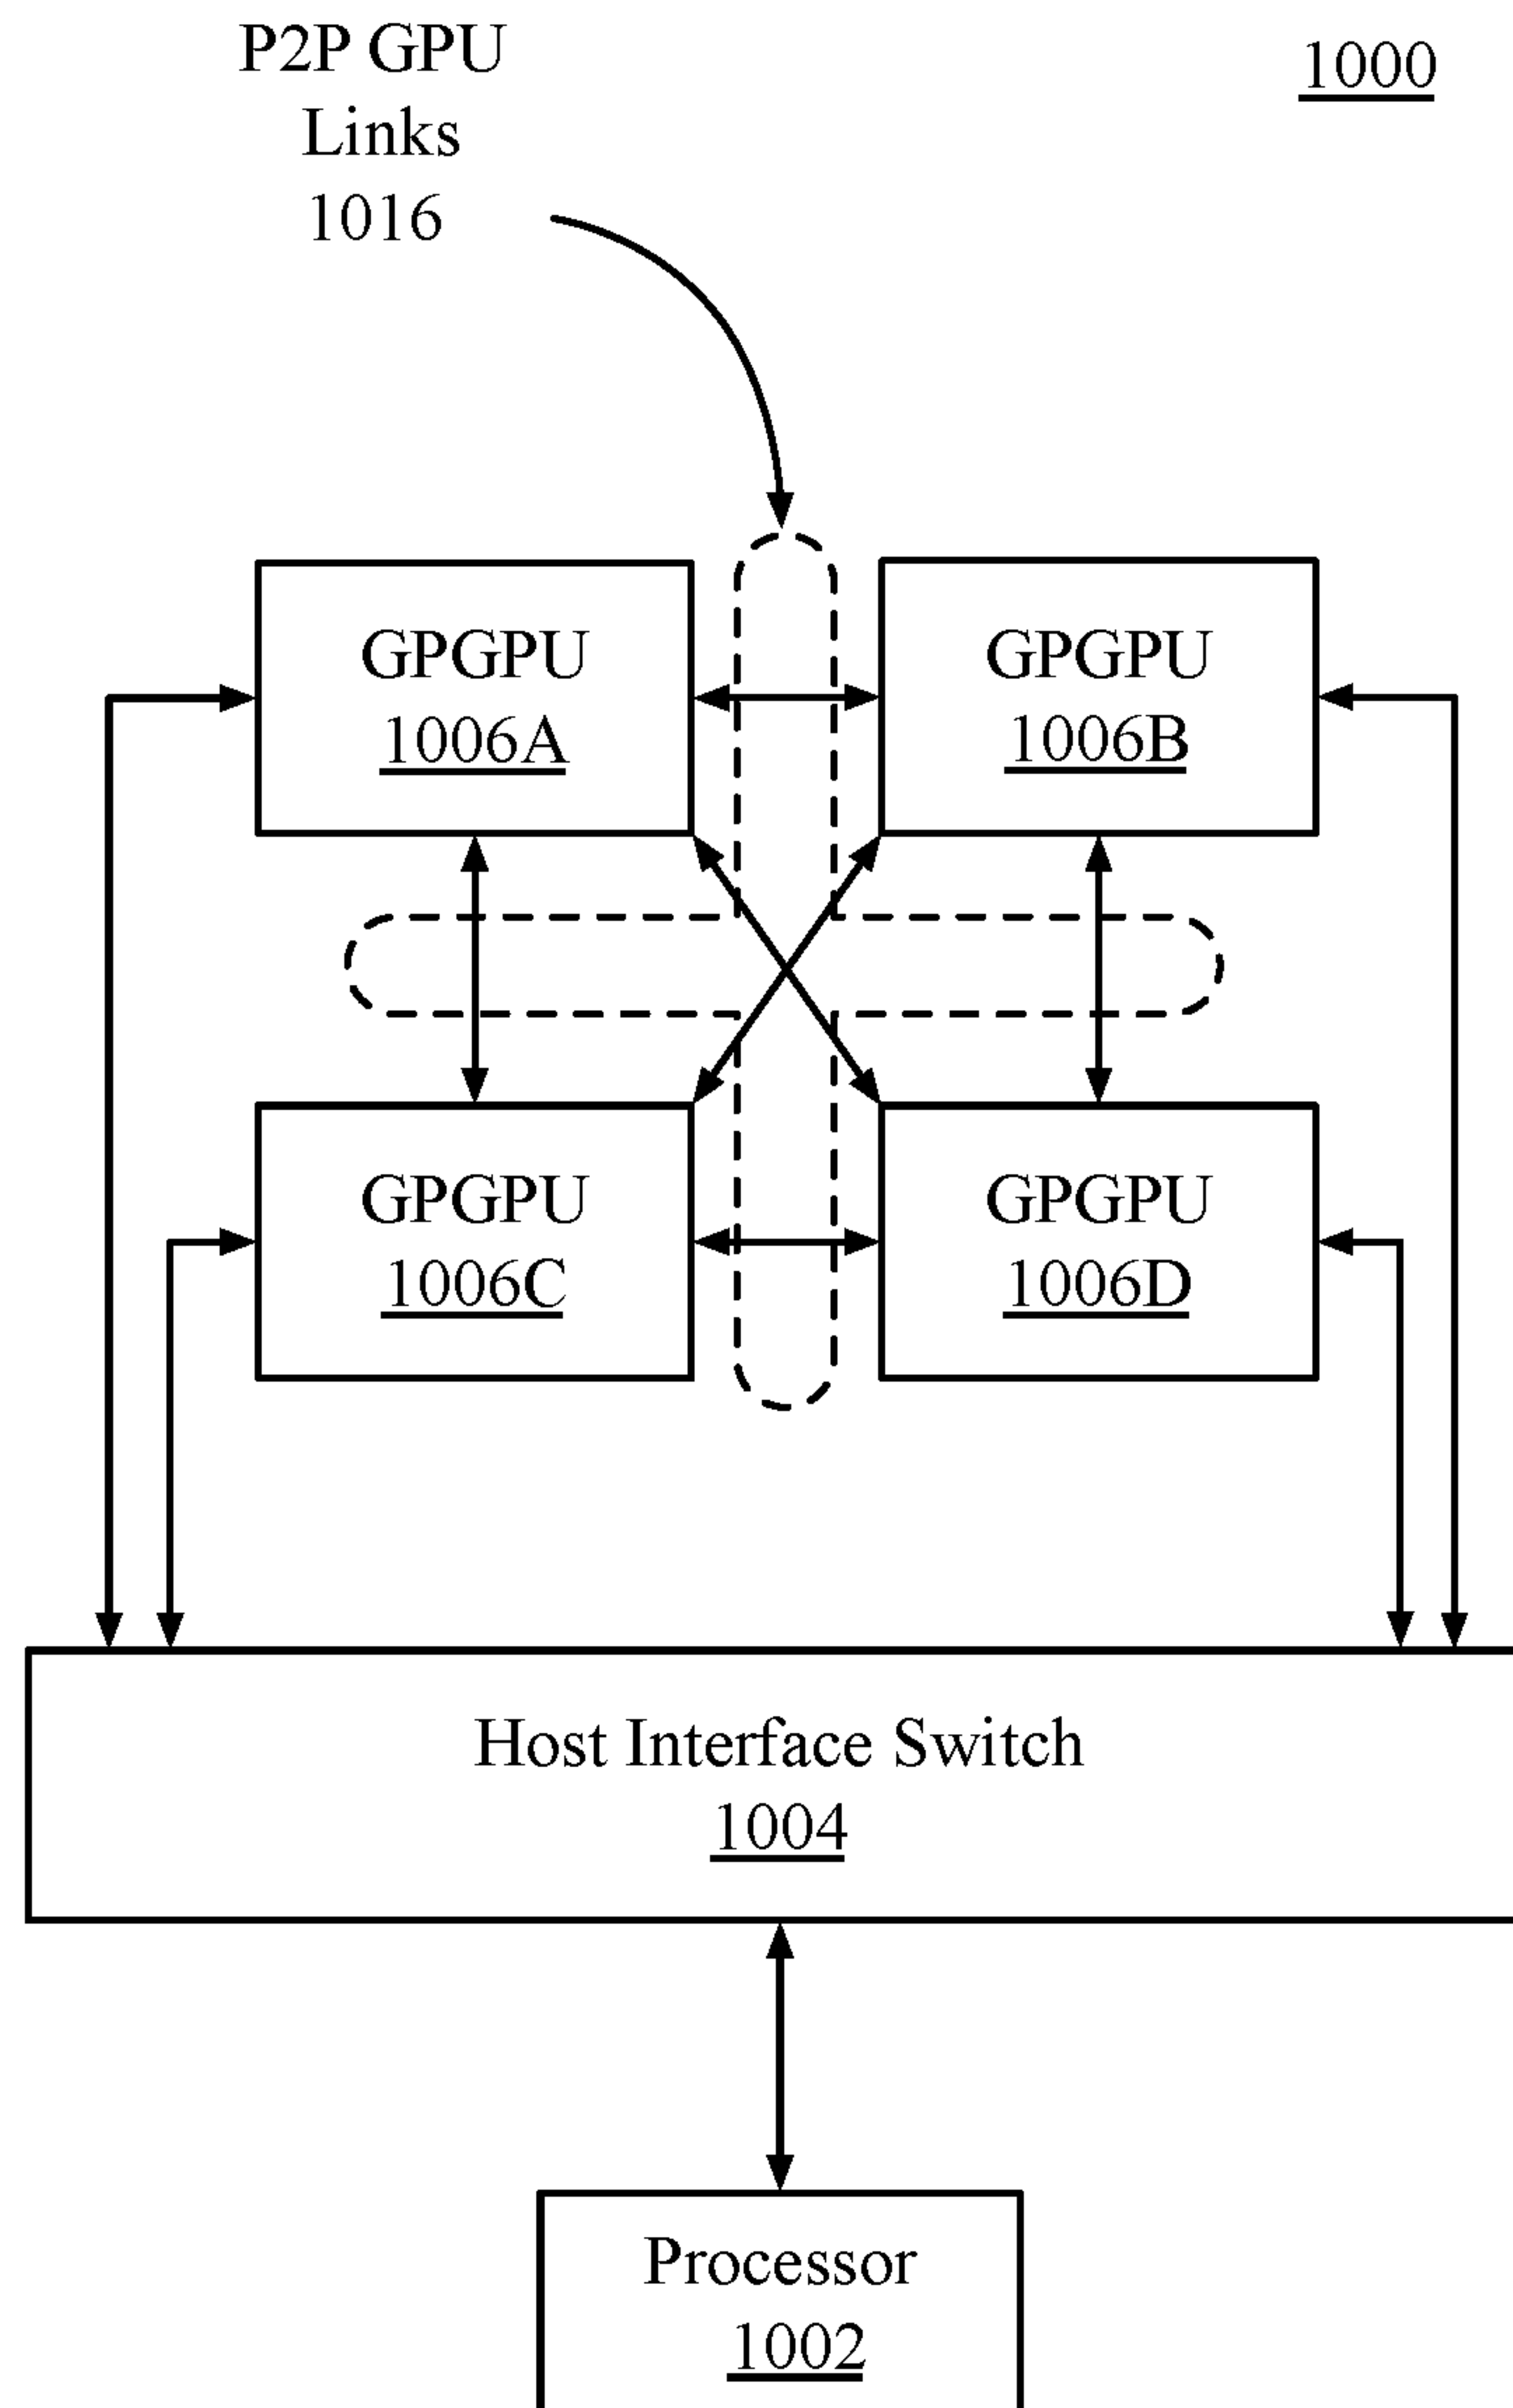 P2P GPU
Links
1016
1000
GPGPU
1006A
GPGPU
1006B
GPGPU
1006C
GPGPU
1006D
Host Interface Switch
1004
Processor
1002